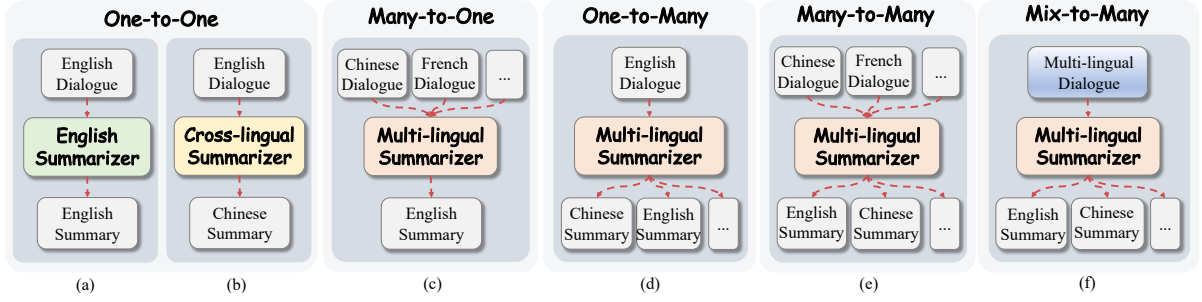 One-to-One
English
Dialogue
English
Summarizer
English
Summary
(a)
English
Dialogue
Cross-lingual
Summarizer
Chinese
Summary
(b)
Many-to-One
Chinese
Dialogue
French
Dialogue
...
Multi-lingual
Summarizer
English
Summary
(c)
One-to-Many
English
Dialogue
Multi-lingual
Summarizer
Chinese
Summary
English
Summary
...
(d)
Many-to-Many
Chinese
Dialogue
French
Dialogue
...
Multi-lingual
Summarizer
English
Summary
Chinese
Summary
...
(e)
Mix-to-Many
Multi-lingual
Dialogue
Multi-lingual
Summarizer
English
Summary
Chinese
Summary
...
(f)